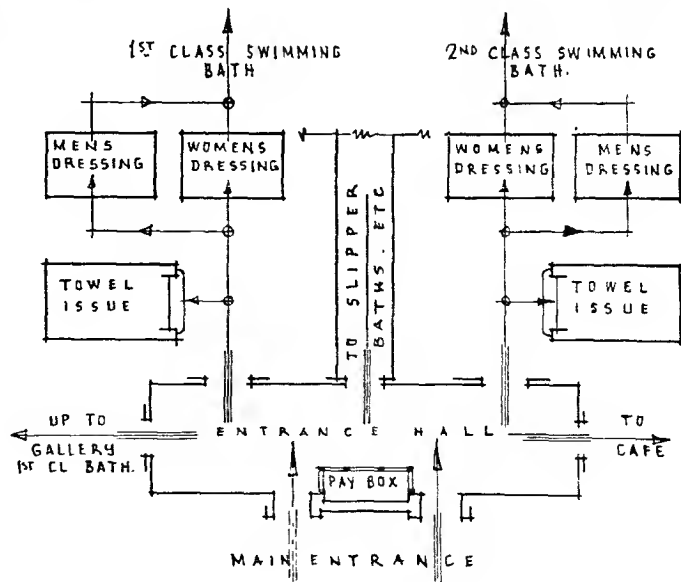 1ST CLASS SWIMMING
BATH
2ND CLASS SWIMMING
BATH.
MENS
DRESSING
WOMENS
DRESSING
WOMENS
DRESSING
MENS
DRESSING
TOWEL
ISSUE
TO SLIPPER
BATHS. ETC
TOWEL
ISSUE
UP TO
GALLERY
1ST CL BATH.
ENTRANCE HALL
TO
CAFE
PAY BOX
MAIN ENTRANCE